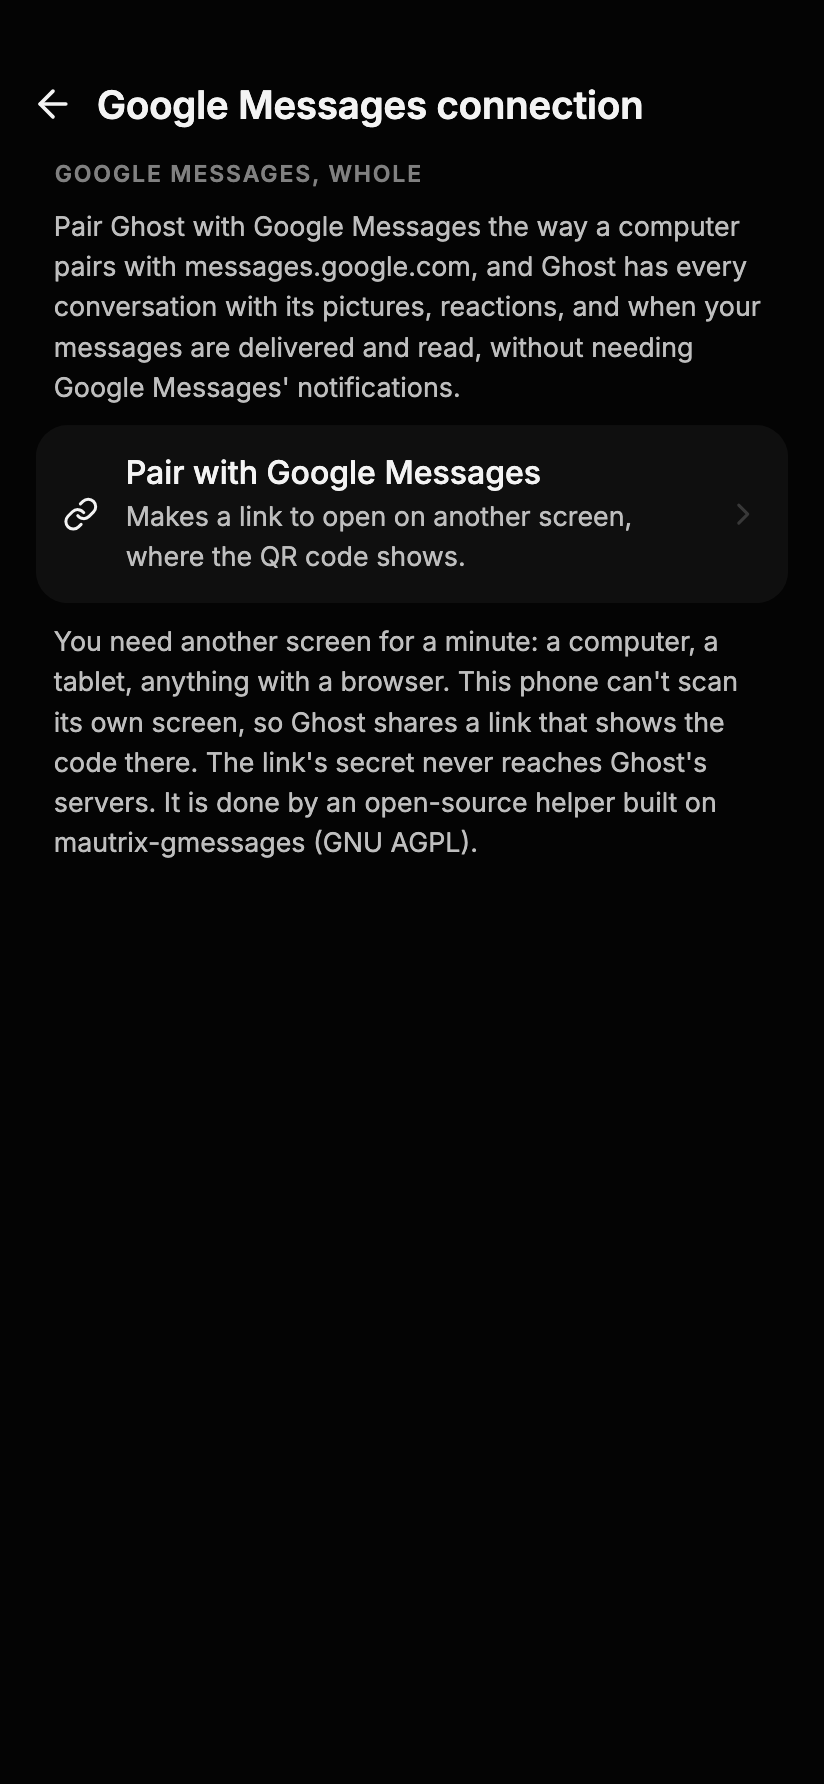 Google Messages connection
GOOGLE MESSAGES, WHOLE
Pair Ghost with Google Messages the way a computer
pairs with messages.google.com, and Ghost has every
conversation with its pictures, reactions, and when your
messages are delivered and read, without needing
Google Messages' notifications.
Pair with Google Messages
Makes a link to open on another screen,
where the QR code shows.
You need another screen for a minute: a computer, a
tablet, anything with a browser. This phone can't scan
its own screen, so Ghost shares a link that shows the
code there. The link's secret never reaches Ghost's
servers. It is done by an open-source helper built on
mautrix-gmessages (GNU AGPL).